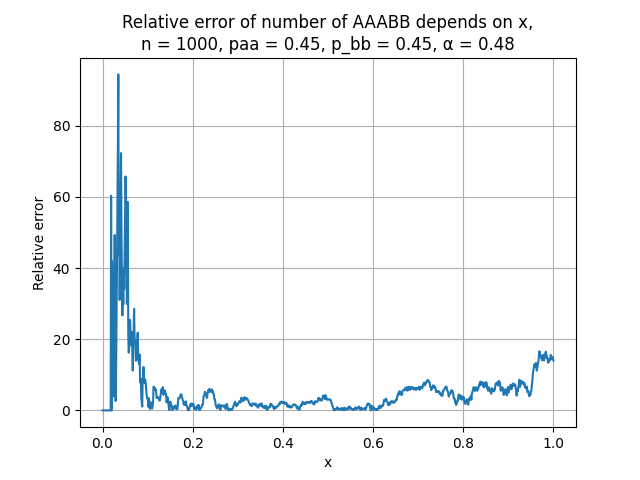 Relative error of number of AAABB depends on x,
n = 1000, paa = 0.45, p_bb = 0.45, α = 0.48
80
60
40
20
0
Relative error
0.0 0.2 0.4 0.6 0.8 1.0
x